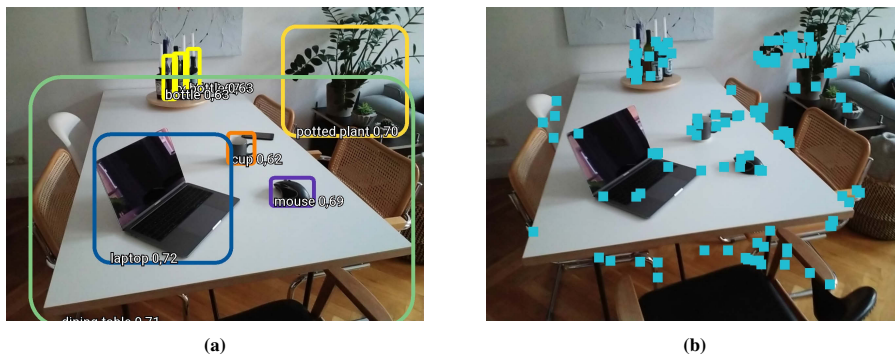 bottle 0,63
bottle 0,63
potted plant 0,70
cup 0,62
mouse 0,69
laptop 0,72
dining table 0,71
(a)
(b)